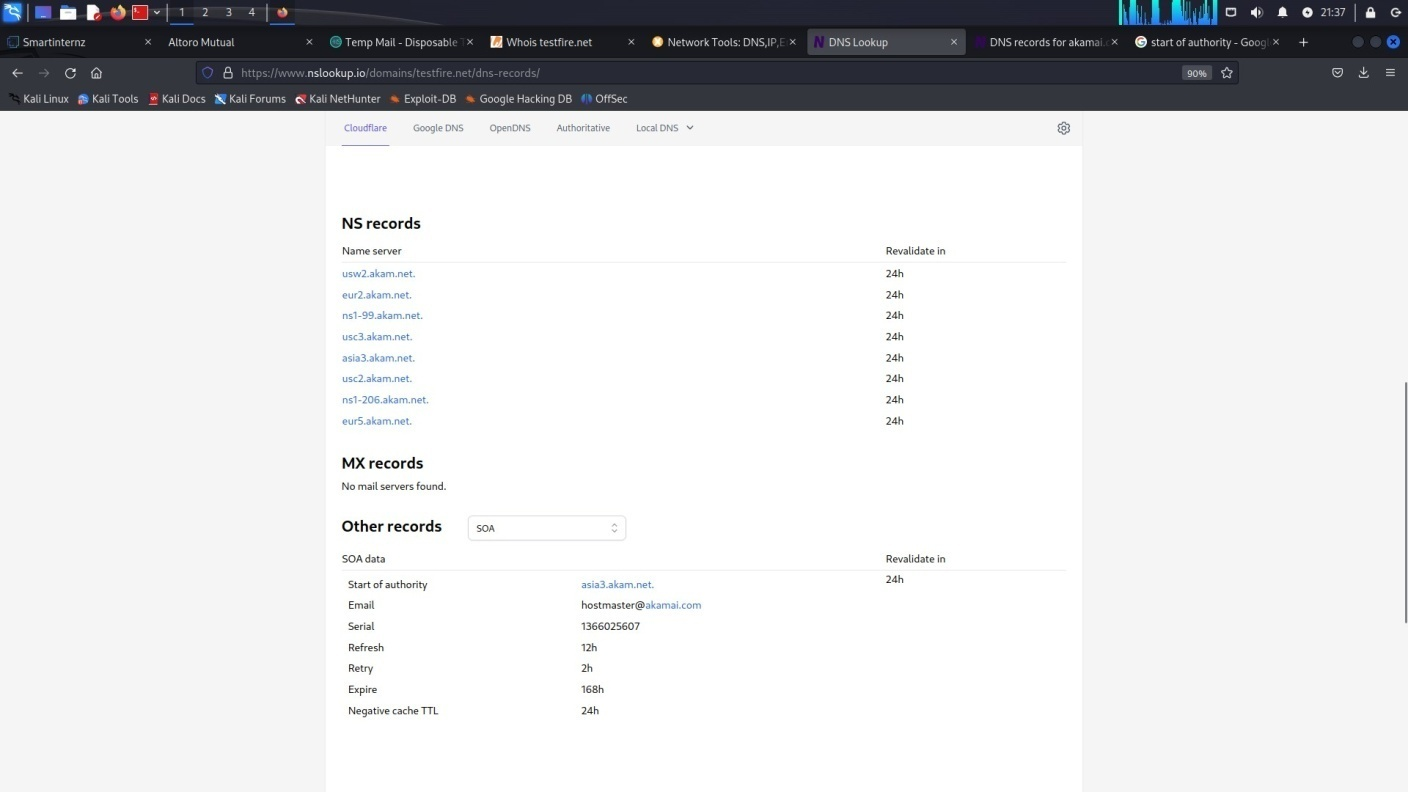 1 2 3 4 21:37
Smartinternz Altoro Mutual Temp Mail - Disposable Whois testfire.net Network Tools: DNS,IP,E DNS Lookup DNS records for akamai.c start of authority - Goog
https://www.nslookup.io/domains/testfire.net/dns-records/ 90%
Kali Linux Kali Tools Kali Docs Kali Forums Kali NetHunter Exploit-DB Google Hacking DB OffSec
Cloudflare Google DNS OpenDNS Authoritative Local DNS
NS records
Name server Revalidate in
usw2.akam.net. 24h
eur2.akam.net. 24h
ns1-99.akam.net. 24h
usc3.akam.net. 24h
asia3.akam.net. 24h
usc2.akam.net. 24h
ns1-206.akam.net. 24h
eur5.akam.net. 24h
MX records
No mail servers found.
Other records SOA
SOA data Revalidate in
Start of authority asia3.akam.net. 24h
Email hostmaster@akamai.com
Serial 1366025607
Refresh 12h
Retry 2h
Expire 168h
Negative cache TTL 24h